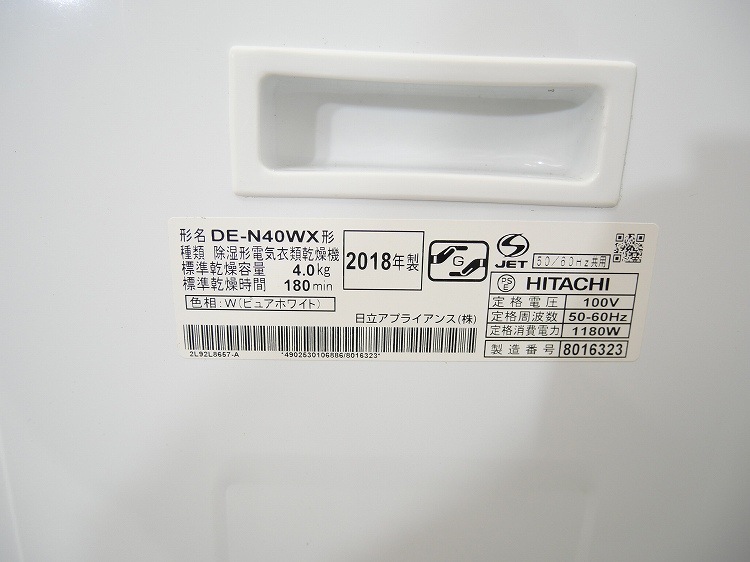 形名 DE-N40WX形
種類 除湿形電気衣類乾燥機
標準乾燥容量 4.0kg
標準乾燥時間 180min
色相:W(ピュアホワイト)
2018年製
G
S
JET
50/60Hz共用
PS
E
HITACHI
定格電圧 100V
定格周波数 50-60Hz
定格消費電力 1180W
製造番号 8016323
日立アプライアンス(株)
2L92L8657-A
*4902530106886/8016323*